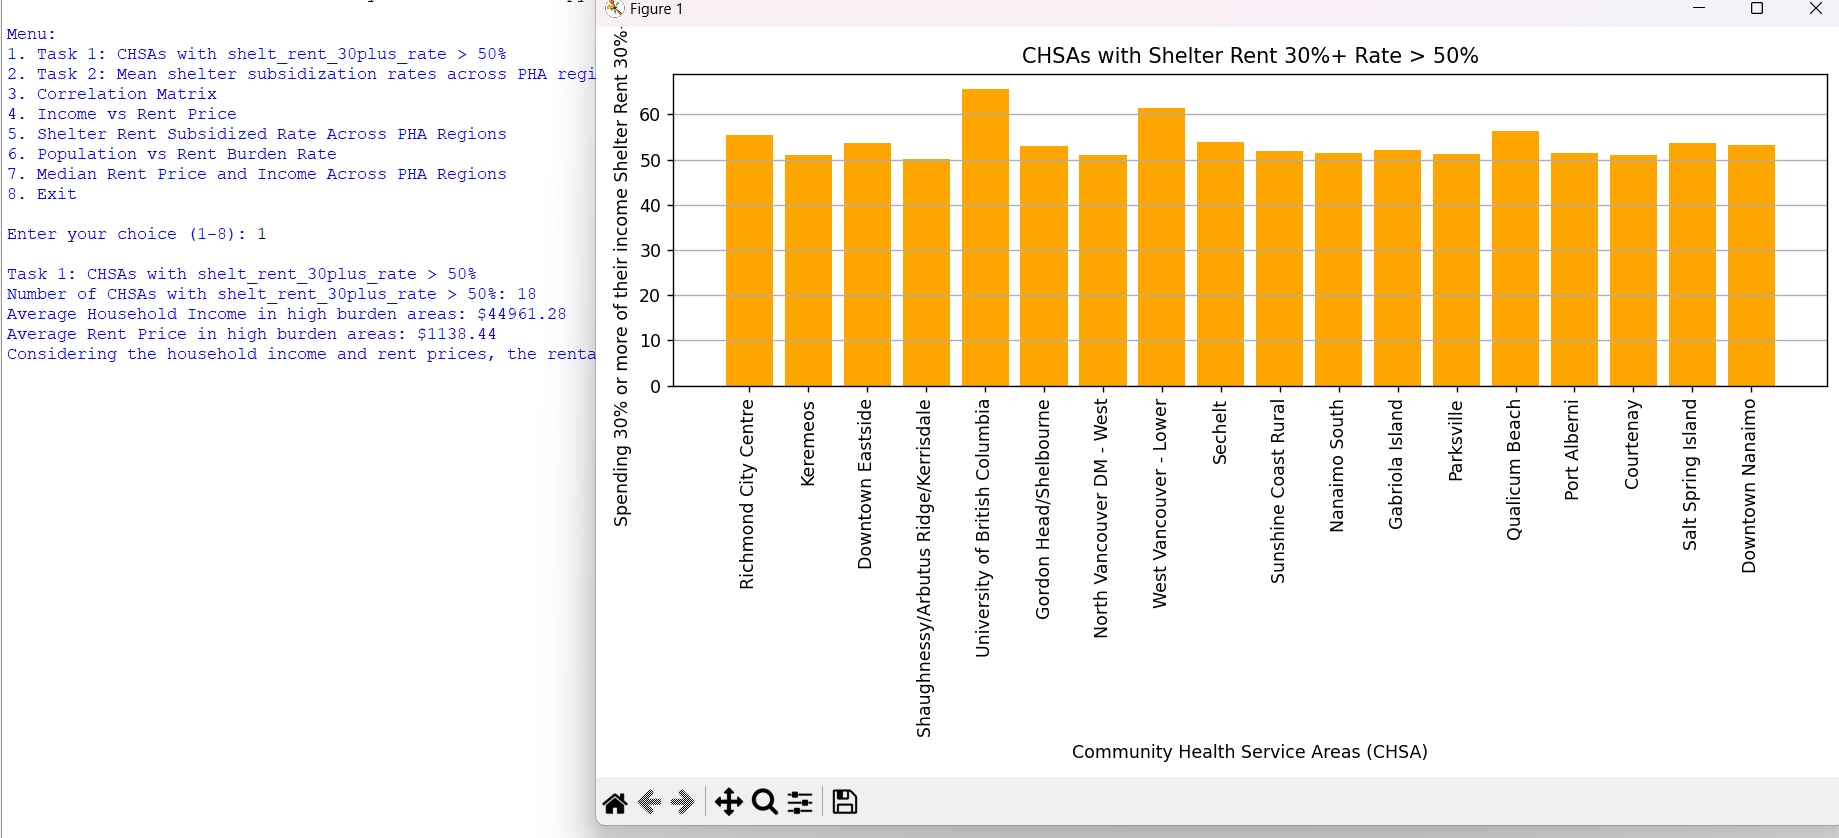 Menu:
1. Task 1: CHSAs with shelt_rent_30plus_rate > 50%
2. Task 2: Mean shelter subsidization rates across PHA regi
3. Correlation Matrix
4. Income vs Rent Price
5. Shelter Rent Subsidized Rate Across PHA Regions
6. Population vs Rent Burden Rate
7. Median Rent Price and Income Across PHA Regions
8. Exit
Enter your choice (1-8): 1
Task 1: CHSAs with shelt_rent_30plus_rate > 50%
Number of CHSAs with shelt_rent_30plus_rate > 50%: 18
Average Household Income in high burden areas: $44961.28
Average Rent Price in high burden areas: $1138.44
Considering the household income and rent prices, the renta
Figure 1
CHSAs with Shelter Rent 30%+ Rate > 50%
Spending 30% or more of their income Shelter Rent 30%
60
50
40
30
20
10
0
Richmond City Centre
Keremeos
Downtown Eastside
Shaughnessy/Arbutus Ridge/Kerrisdale
University of British Columbia
Gordon Head/Shelbourne
North Vancouver DM - West
West Vancouver - Lower
Sechelt
Sunshine Coast Rural
Nanaimo South
Gabriola Island
Parksville
Qualicum Beach
Port Alberni
Courtenay
Salt Spring Island
Downtown Nanaimo
Community Health Service Areas (CHSA)